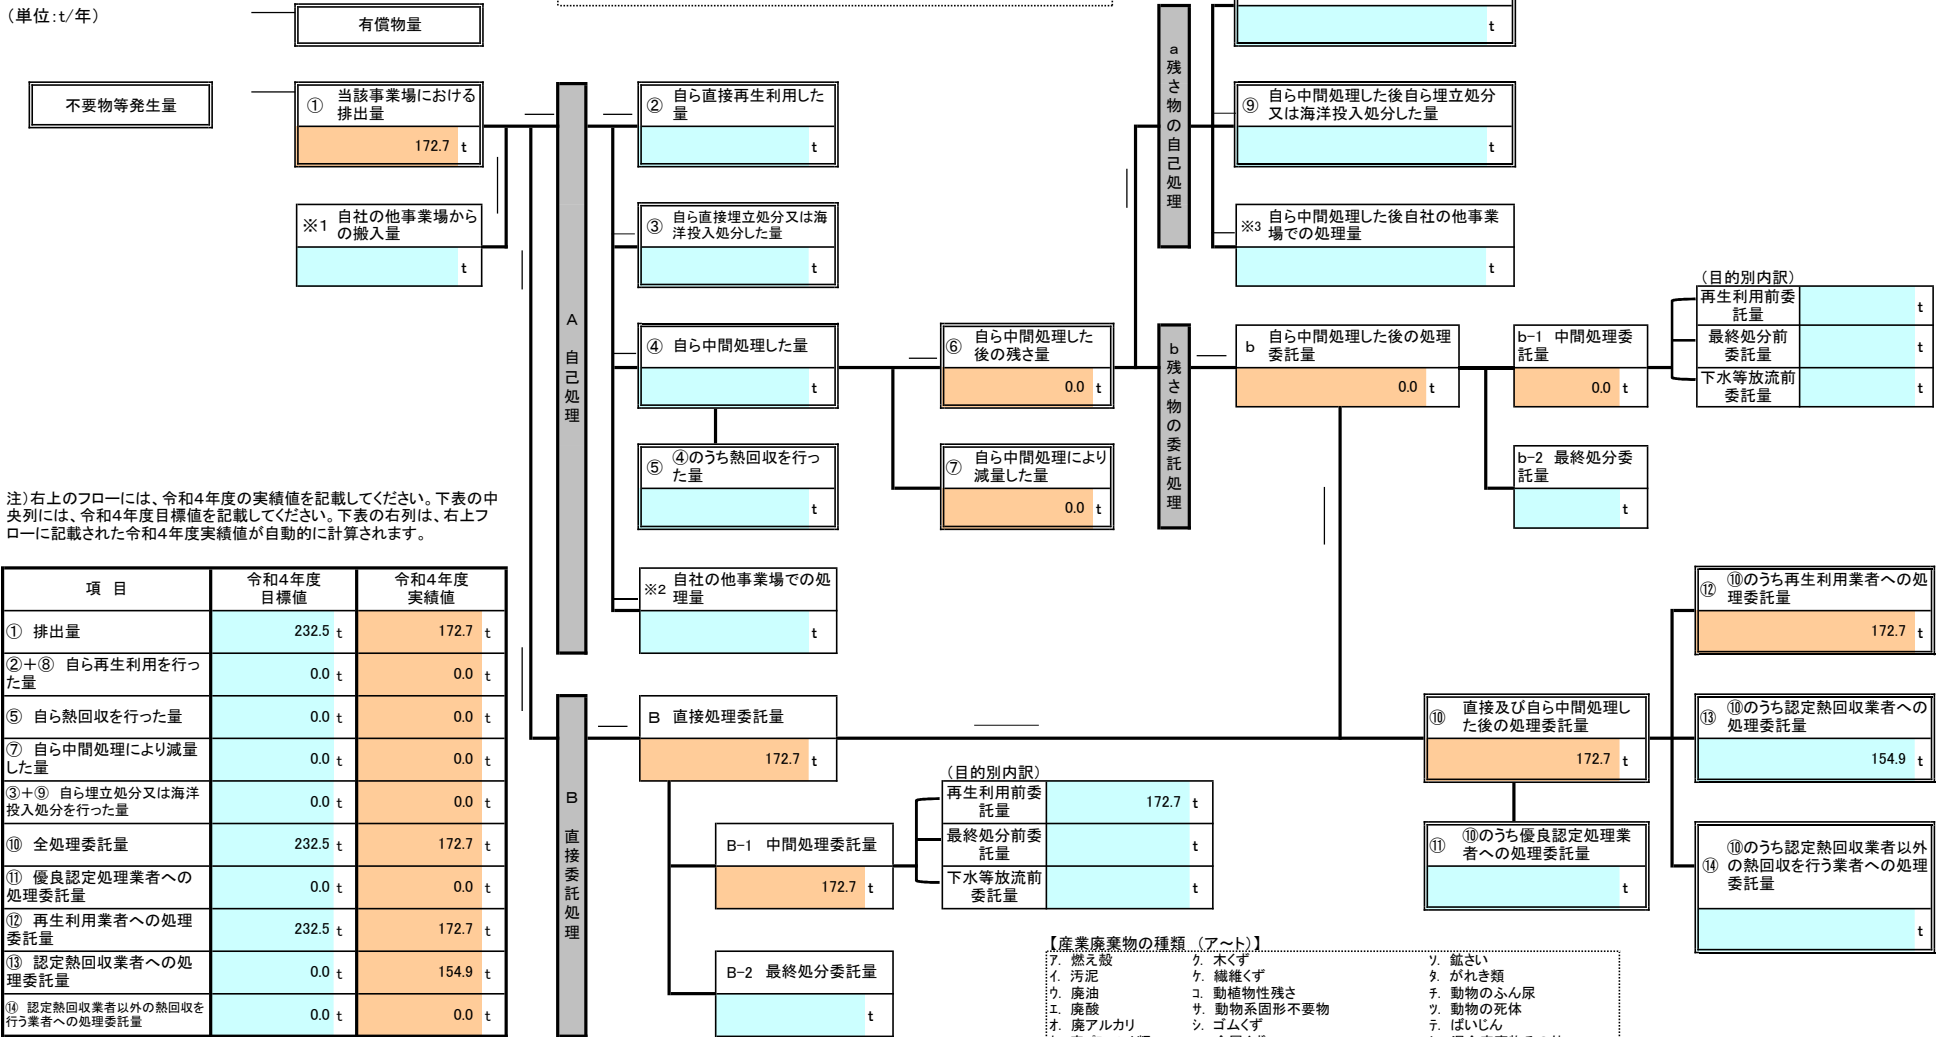 (単位:t/年)
有償物量
t
不要物等発生量
① 当該事業場における
排出量
172.7 t
※1 自社の他事業場から
の搬入量
t
A 自己処理
② 自ら直接再生利用した
量
t
③ 自ら直接埋立処分又は海
洋投入処分した量
t
④ 自ら中間処理した量
t
⑤ ④のうち熱回収を行っ
た量
t
※2 自社の他事業場での処
理量
t
⑥ 自ら中間処理した
後の残さ量
0.0 t
⑦ 自ら中間処理により
減量した量
0.0 t
a 残さ物の自己処理
⑨ 自ら中間処理した後自ら埋立処分
又は海洋投入処分した量
t
※3 自ら中間処理した後自社の他事業
場での処理量
t
b 残さ物の委託処理
b 自ら中間処理した後の処理
委託量
0.0 t
b-1 中間処理委
託量
0.0 t
b-2 最終処分委
託量
t
(目的別内訳)
再生利用前委
託量
t
最終処分前
委託量
t
下水等放流前
委託量
t
注)右上のフローには、令和4年度の実績値を記載してください。下表の中
央列には、令和4年度目標値を記載してください。下表の右列は、右上フ
ローに記載された令和4年度実績値が自動的に計算されます。
項 目 令和4年度 目標値 令和4年度 実績値
① 排出量 232.5 t 172.7 t
②+⑧ 自ら再生利用を行っ
た量 0.0 t 0.0 t
⑤ 自ら熱回収を行った量 0.0 t 0.0 t
⑦ 自ら中間処理により減量
した量 0.0 t 0.0 t
③+⑨ 自ら埋立処分又は海洋
投入処分を行った量 0.0 t 0.0 t
⑩ 全処理委託量 232.5 t 172.7 t
⑪ 優良認定処理業者への
処理委託量 0.0 t 0.0 t
⑫ 再生利用業者への処理
委託量 232.5 t 172.7 t
⑬ 認定熱回収業者への処
理委託量 0.0 t 154.9 t
⑭ 認定熱回収業者以外の熱回収を
行う業者への処理委託量 0.0 t 0.0 t
B 直接委託処理
B 直接処理委託量
172.7 t
B-1 中間処理委託量
172.7 t
B-2 最終処分委託量
t
(目的別内訳)
再生利用前委
託量
172.7 t
最終処分前委
託量
t
下水等放流前
委託量
t
⑩ 直接及び自ら中間処理し
た後の処理委託量
172.7 t
⑪ ⑩のうち優良認定処理業
者への処理委託量
t
⑫ ⑩のうち再生利用業者への処
理委託量
172.7 t
⑬ ⑩のうち認定熱回収業者への
処理委託量
154.9 t
⑭ ⑩のうち認定熱回収業者以外
の熱回収を行う業者への処理
委託量
t
【産業廃棄物の種類 (ア~ト)】
ア. 燃え殻 ク. 木くず ソ. 鉱さい
イ. 汚泥 ケ. 繊維くず タ. がれき類
ウ. 廃油 コ. 動植物性残さ チ. 動物のふん尿
エ. 廃酸 サ. 動物系固形不要物 ツ. 動物の死体
オ. 廃アルカリ シ. ゴムくず テ. ばいじん